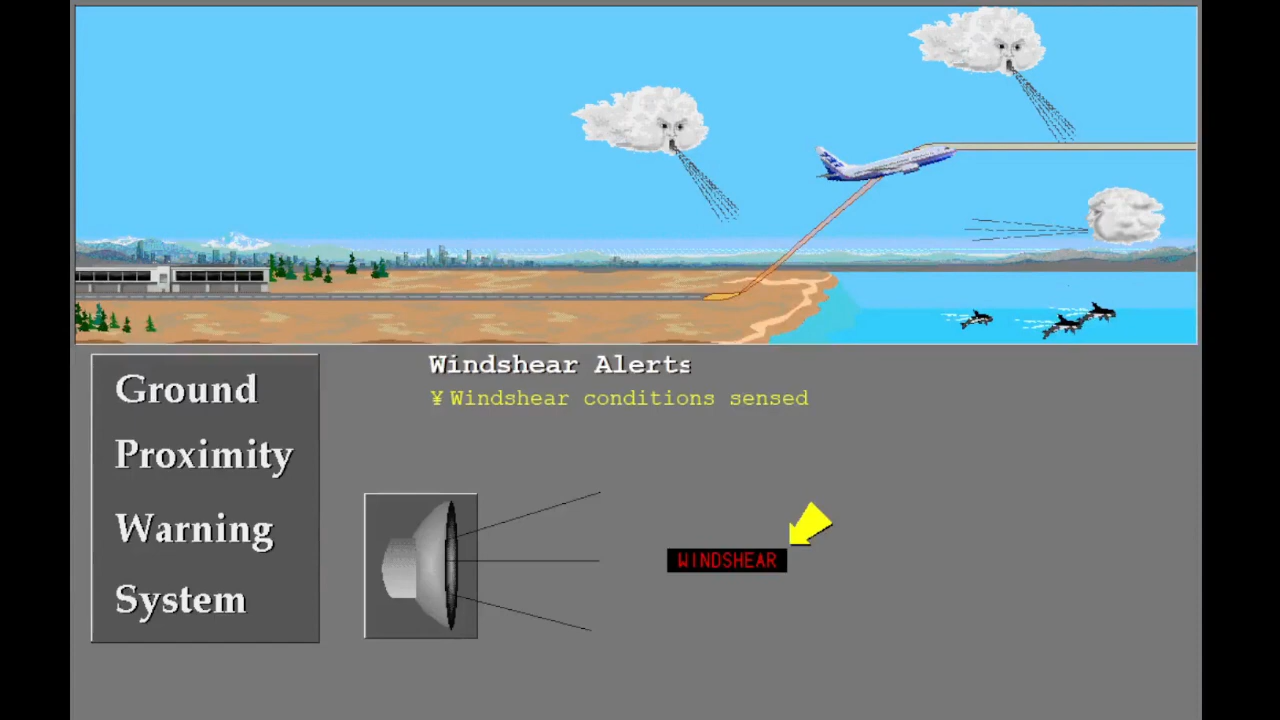 Windshear Alerts
¥ Windshear conditions sensed
Ground
Proximity
Warning
System
WINDSHEAR